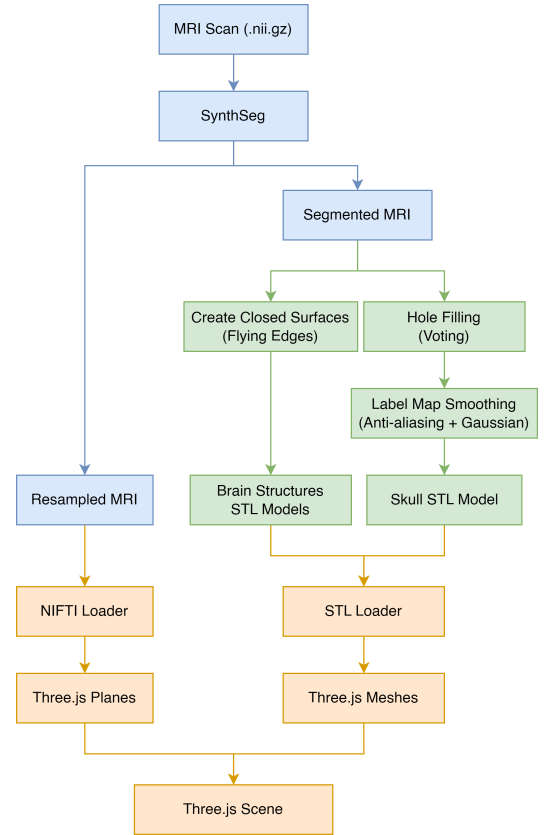 MRI Scan (.nii.gz)
SynthSeg
Segmented MRI
Create Closed Surfaces
(Flying Edges)
Hole Filling
(Voting)
Label Map Smoothing
(Anti-aliasing + Gaussian)
Resampled MRI
Brain Structures
STL Models
Skull STL Model
NIFTI Loader
STL Loader
Three.js Planes
Three.js Meshes
Three.js Scene